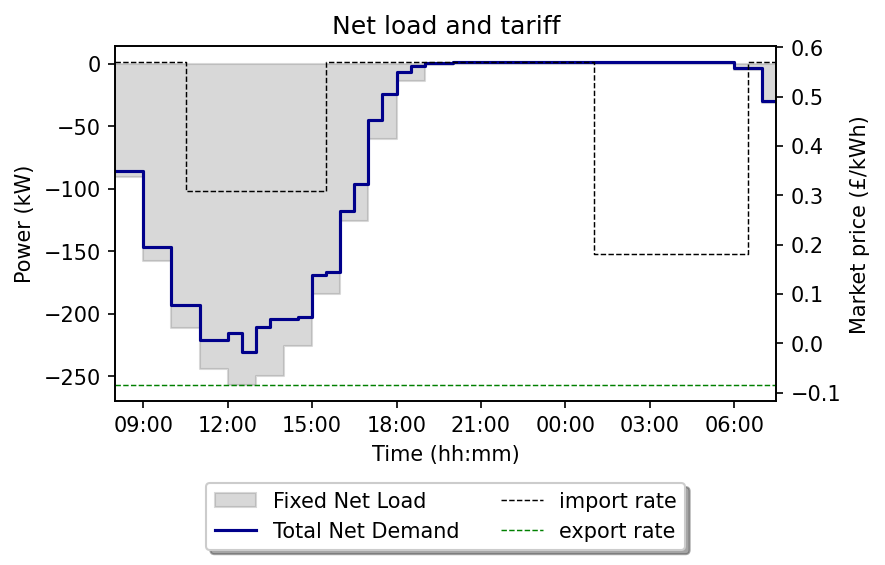 Net load and tariff
Power (kW)
0
−50
−100
−150
−200
−250
0.6
0.5
0.4
0.3
0.2
0.1
0.0
−0.1
Market price (£/kWh)
09:00 12:00 15:00 18:00 21:00 00:00 03:00 06:00
Time (hh:mm)
Fixed Net Load
Total Net Demand
import rate
export rate